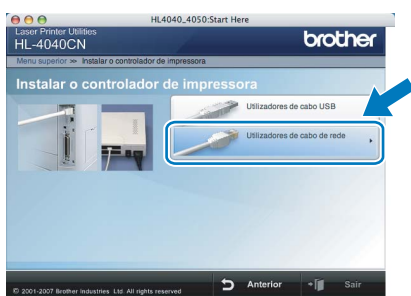 HL4040_4050:Start Here
Laser Printer Utilities
HL-4040CN
brother
Menu superior >> Instalar o controlador de impressora
Instalar o controlador de impressora
Utilizadores de cabo USB
Utilizadores de cabo de rede
© 2001-2007 Brother Industries Ltd. All rights reserved
Anterior
Sair